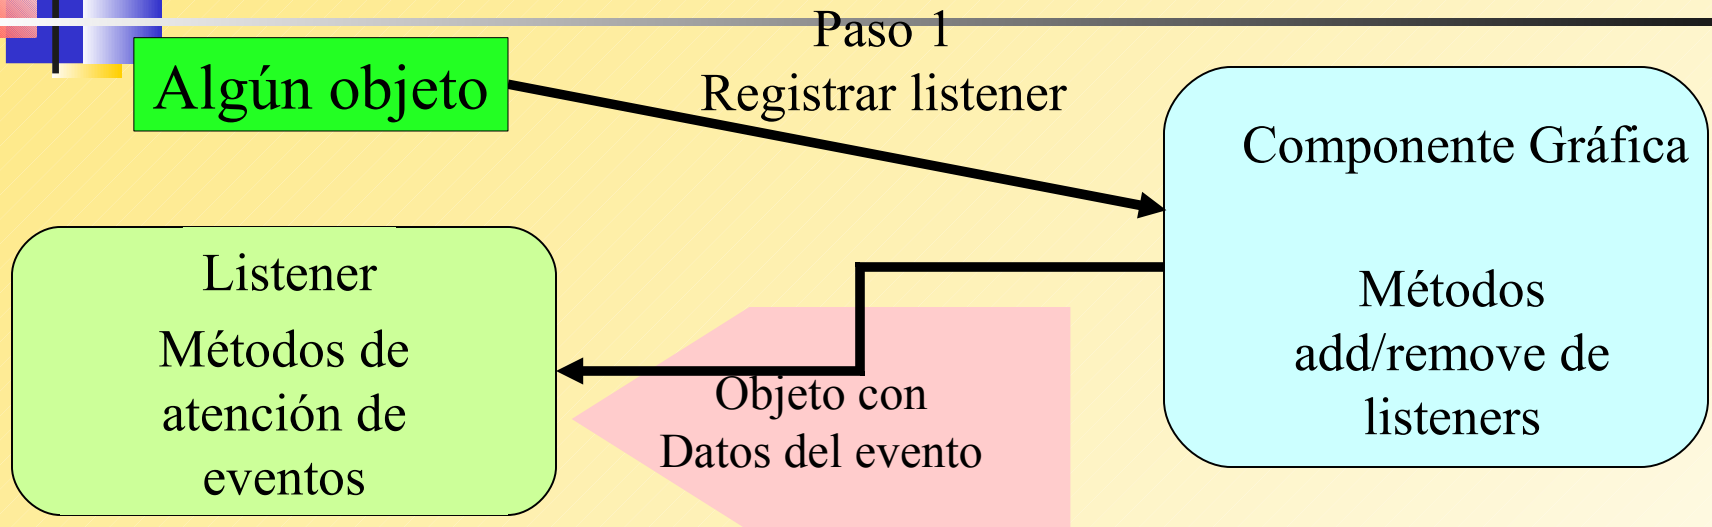 Paso 1
Registrar listener
Algún objeto
Componente Gráfica
Métodos
add/remove de
listeners
Listener
Métodos de
atención de
eventos
Objeto con
Datos del evento